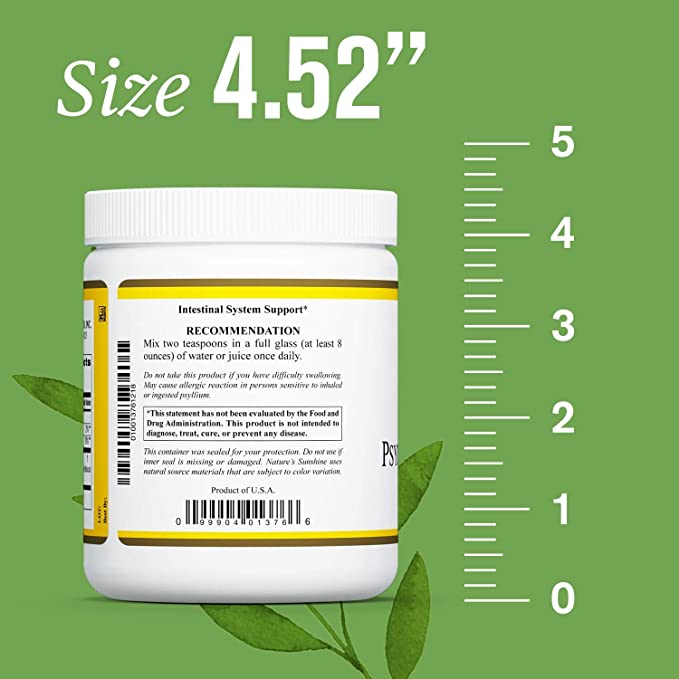 Size 4.52”
5
4
3
2
1
0
Intestinal System Support*
RECOMMENDATION
Mix two teaspoons in a full glass (at least 8
ounces) of water or juice once daily.
Do not take this product if you have difficulty swallowing.
May cause allergic reaction in persons sensitive to inhaled
or ingested psyllium.
*This statement has not been evaluated by the Food and
Drug Administration. This product is not intended to
diagnose, treat, cure, or prevent any disease.
This container was sealed for your protection. Do not use if
inner seal is missing or damaged. Nature's Sunshine uses
natural source materials that are subject to color variation.
Product of U.S.A.
0 99904 01376 6
010013761218
LOT:
Best By: